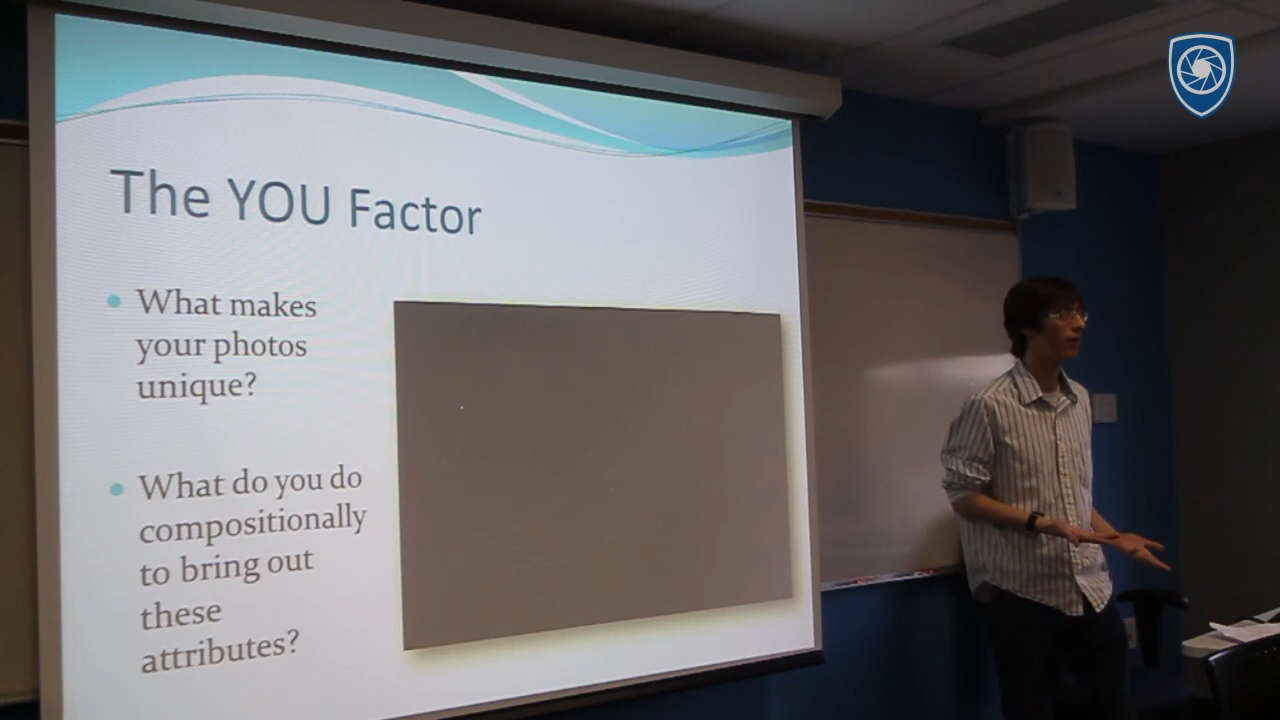 The YOU Factor
What makes
your photos
unique?
What do you do
compositionally
to bring out
these
attributes?